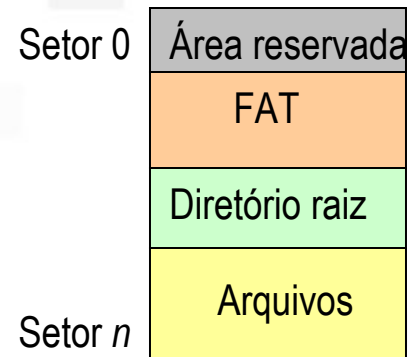 Setor 0 Área reservada
FAT
Diretório raiz
Arquivos
Setor n